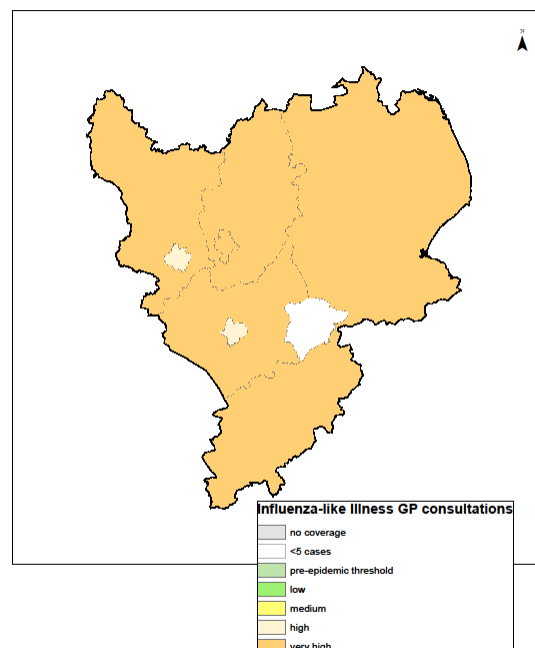 Influenza-like Illness GP consultations
no coverage
<5 cases
pre-epidemic threshold
low
medium
high
very high